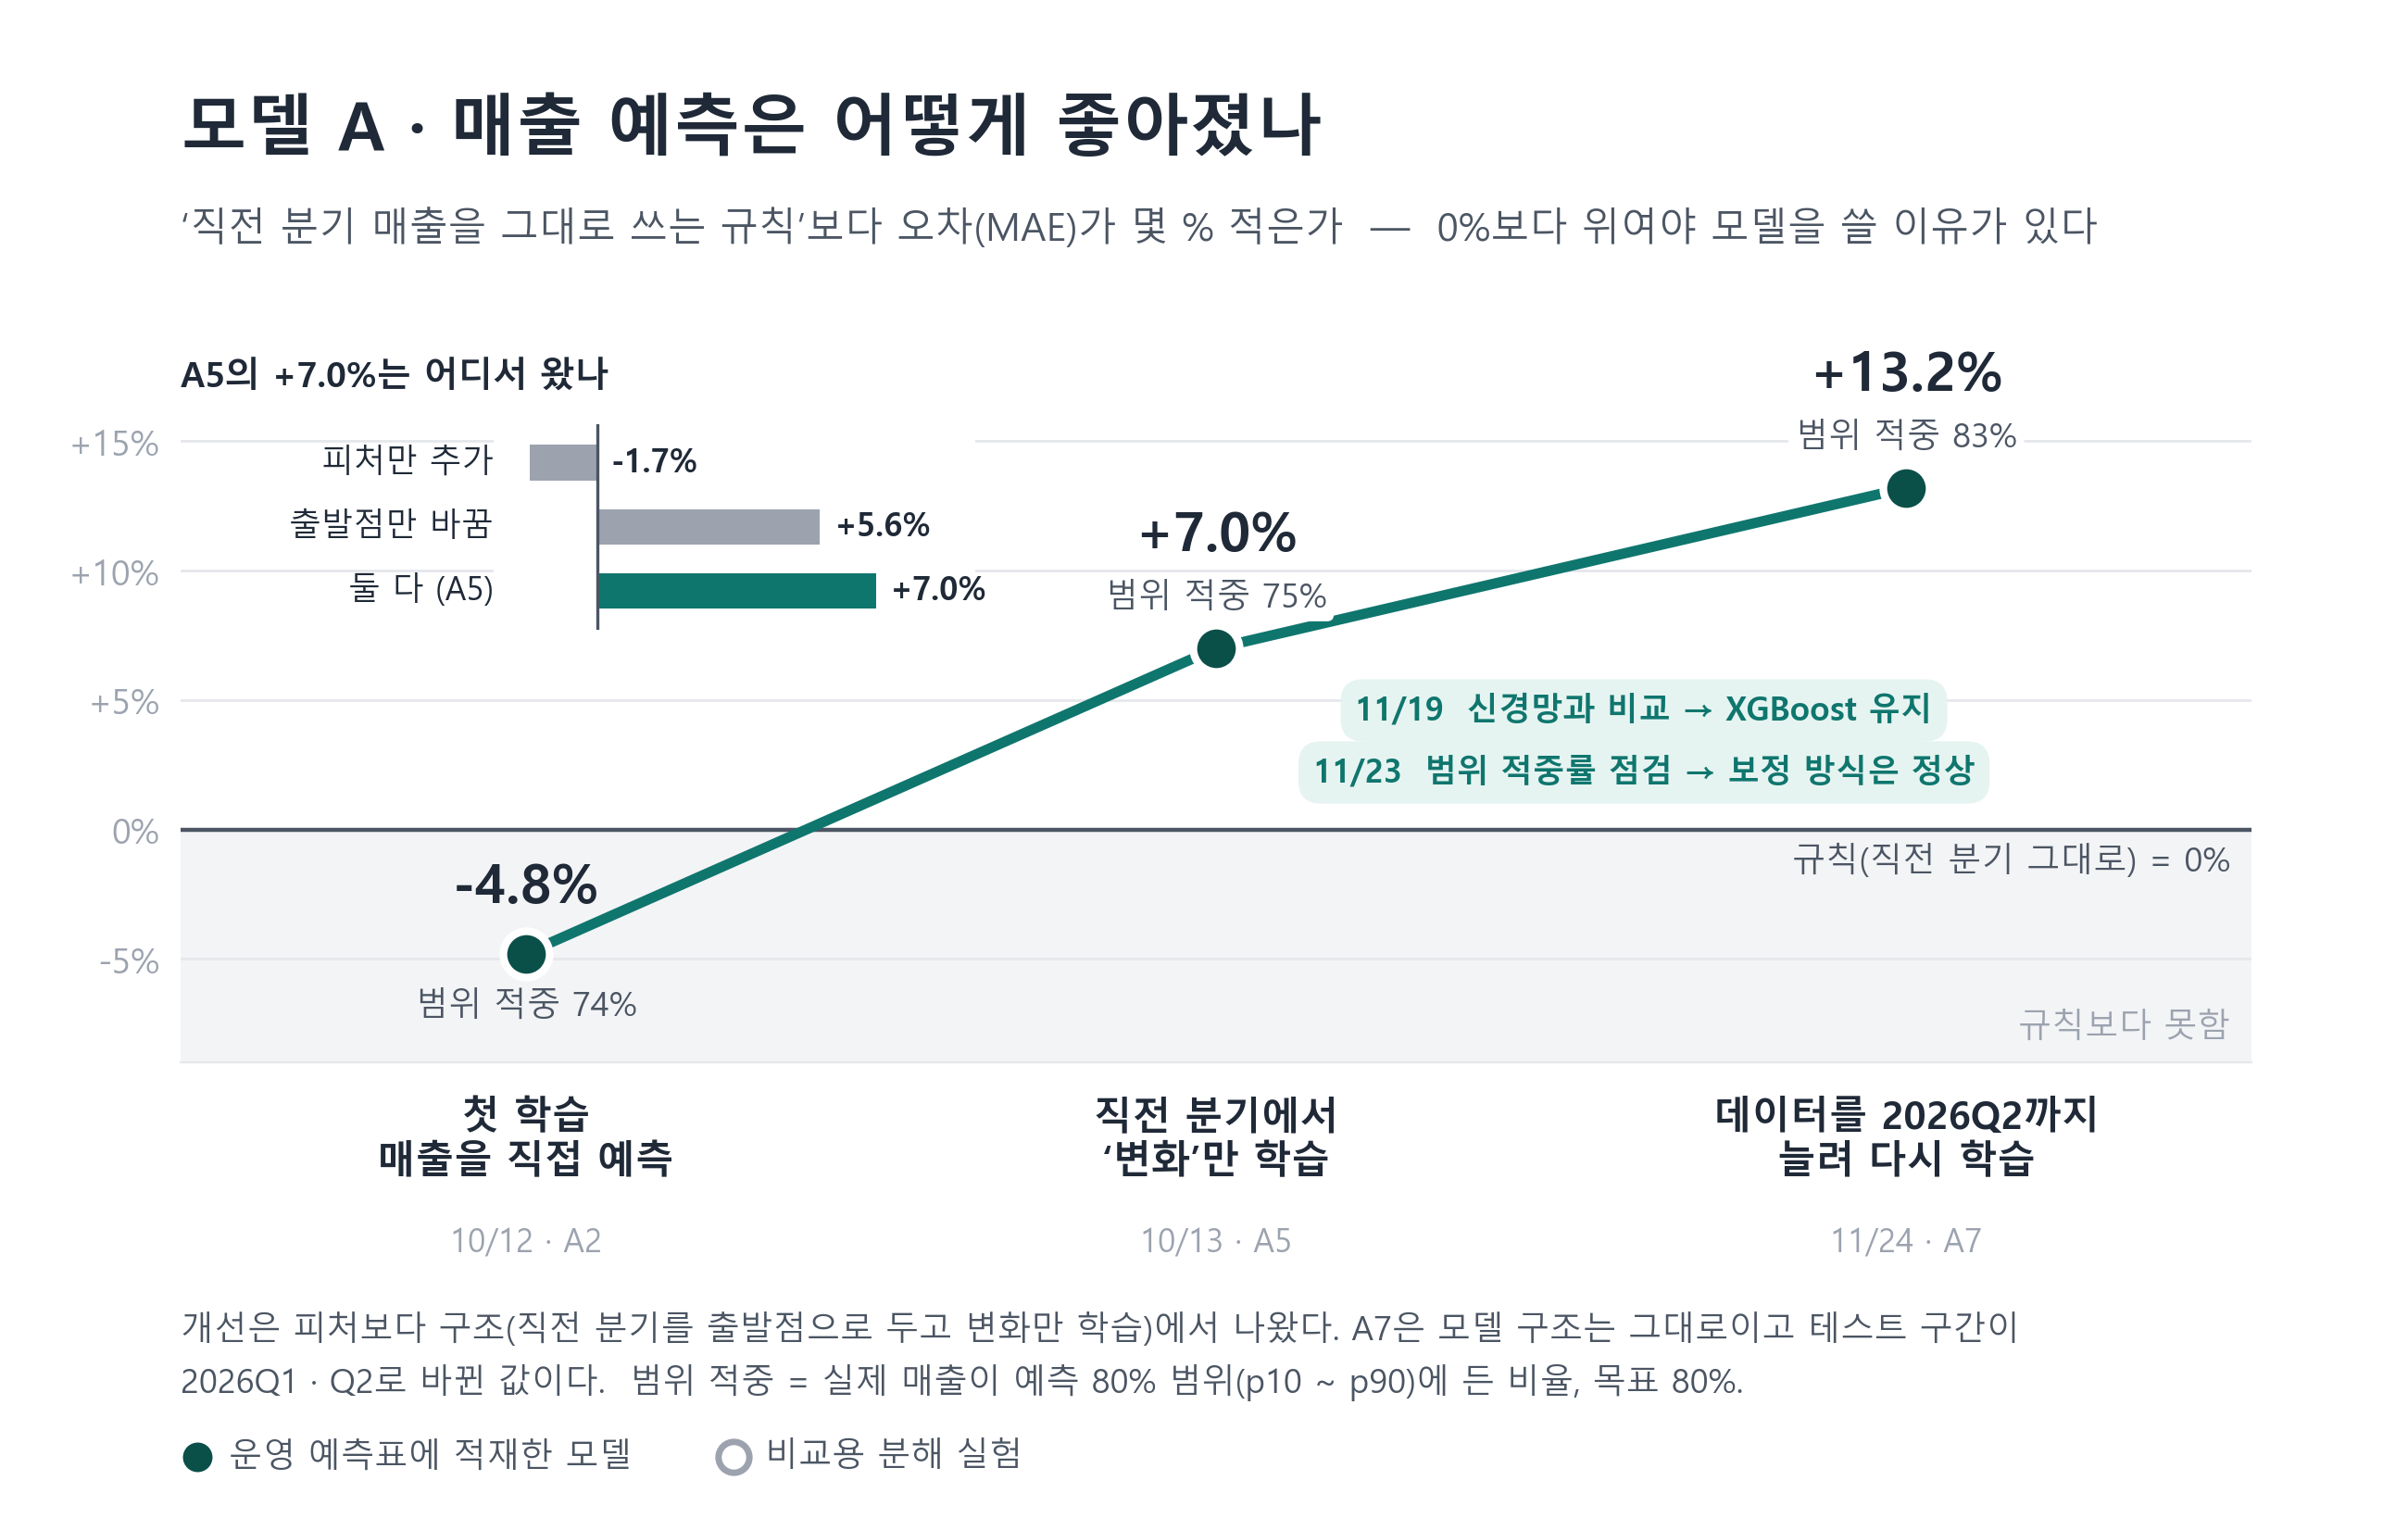 모델 A · 매출 예측은 어떻게 좋아졌나
‘직전 분기 매출을 그대로 쓰는 규칙’보다 오차(MAE)가 몇 % 적은가 — 0%보다 위여야 모델을 쓸 이유가 있다
A5의 +7.0%는 어디서 왔나
피처만 추가 -1.7%
출발점만 바꿈 +5.6%
둘 다 (A5) +7.0%
+15%
+10%
+5%
0%
-5%
-4.8%
범위 적중 74%
+7.0%
범위 적중 75%
+13.2%
범위 적중 83%
11/19 신경망과 비교 → XGBoost 유지
11/23 범위 적중률 점검 → 보정 방식은 정상
규칙(직전 분기 그대로) = 0%
규칙보다 못함
첫 학습
매출을 직접 예측
10/12 · A2
직전 분기에서
‘변화’만 학습
10/13 · A5
데이터를 2026Q2까지
늘려 다시 학습
11/24 · A7
개선은 피처보다 구조(직전 분기를 출발점으로 두고 변화만 학습)에서 나왔다. A7은 모델 구조는 그대로이고 테스트 구간이
2026Q1 · Q2로 바뀐 값이다. 범위 적중 = 실제 매출이 예측 80% 범위(p10 ~ p90)에 든 비율, 목표 80%.
운영 예측표에 적재한 모델
비교용 분해 실험